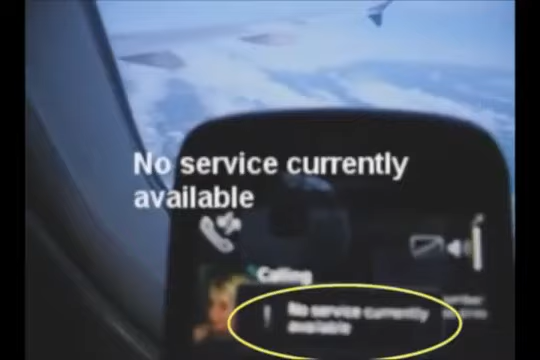 No service currently
available
Calling
No service currently
available